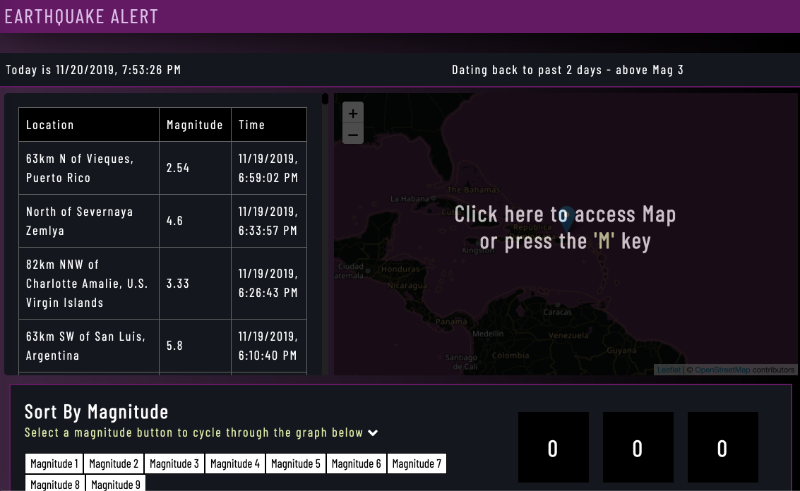 EARTHQUAKE ALERT
Today is 11/20/2019, 7:53:26 PM
Dating back to past 2 days - above Mag 3
Location Magnitude Time
63km N of Vieques,
Puerto Rico
2.54
11/19/2019,
6:59:02 PM
North of Severnaya
Zemlya
4.6
11/19/2019,
6:33:57 PM
82km NNW of
Charlotte Amalie, U.S.
Virgin Islands
3.33
11/19/2019,
6:26:43 PM
63km SW of San Luis,
Argentina
5.8
11/19/2019,
6:10:40 PM
+
−
The Bahamas
La Habana
Click here to access Map
or press the 'M' key
Ciudad
Honduras
Nicaragua
Caracas
Panama
Medellín
Venezuela
Guyana
Santiago
de Cali
Colombia
Leaflet | © OpenStreetMap contributors
Sort By Magnitude
Select a magnitude button to cycle through the graph below
Magnitude 1 Magnitude 2 Magnitude 3 Magnitude 4 Magnitude 5 Magnitude 6 Magnitude 7
Magnitude 8 Magnitude 9
0 0 0